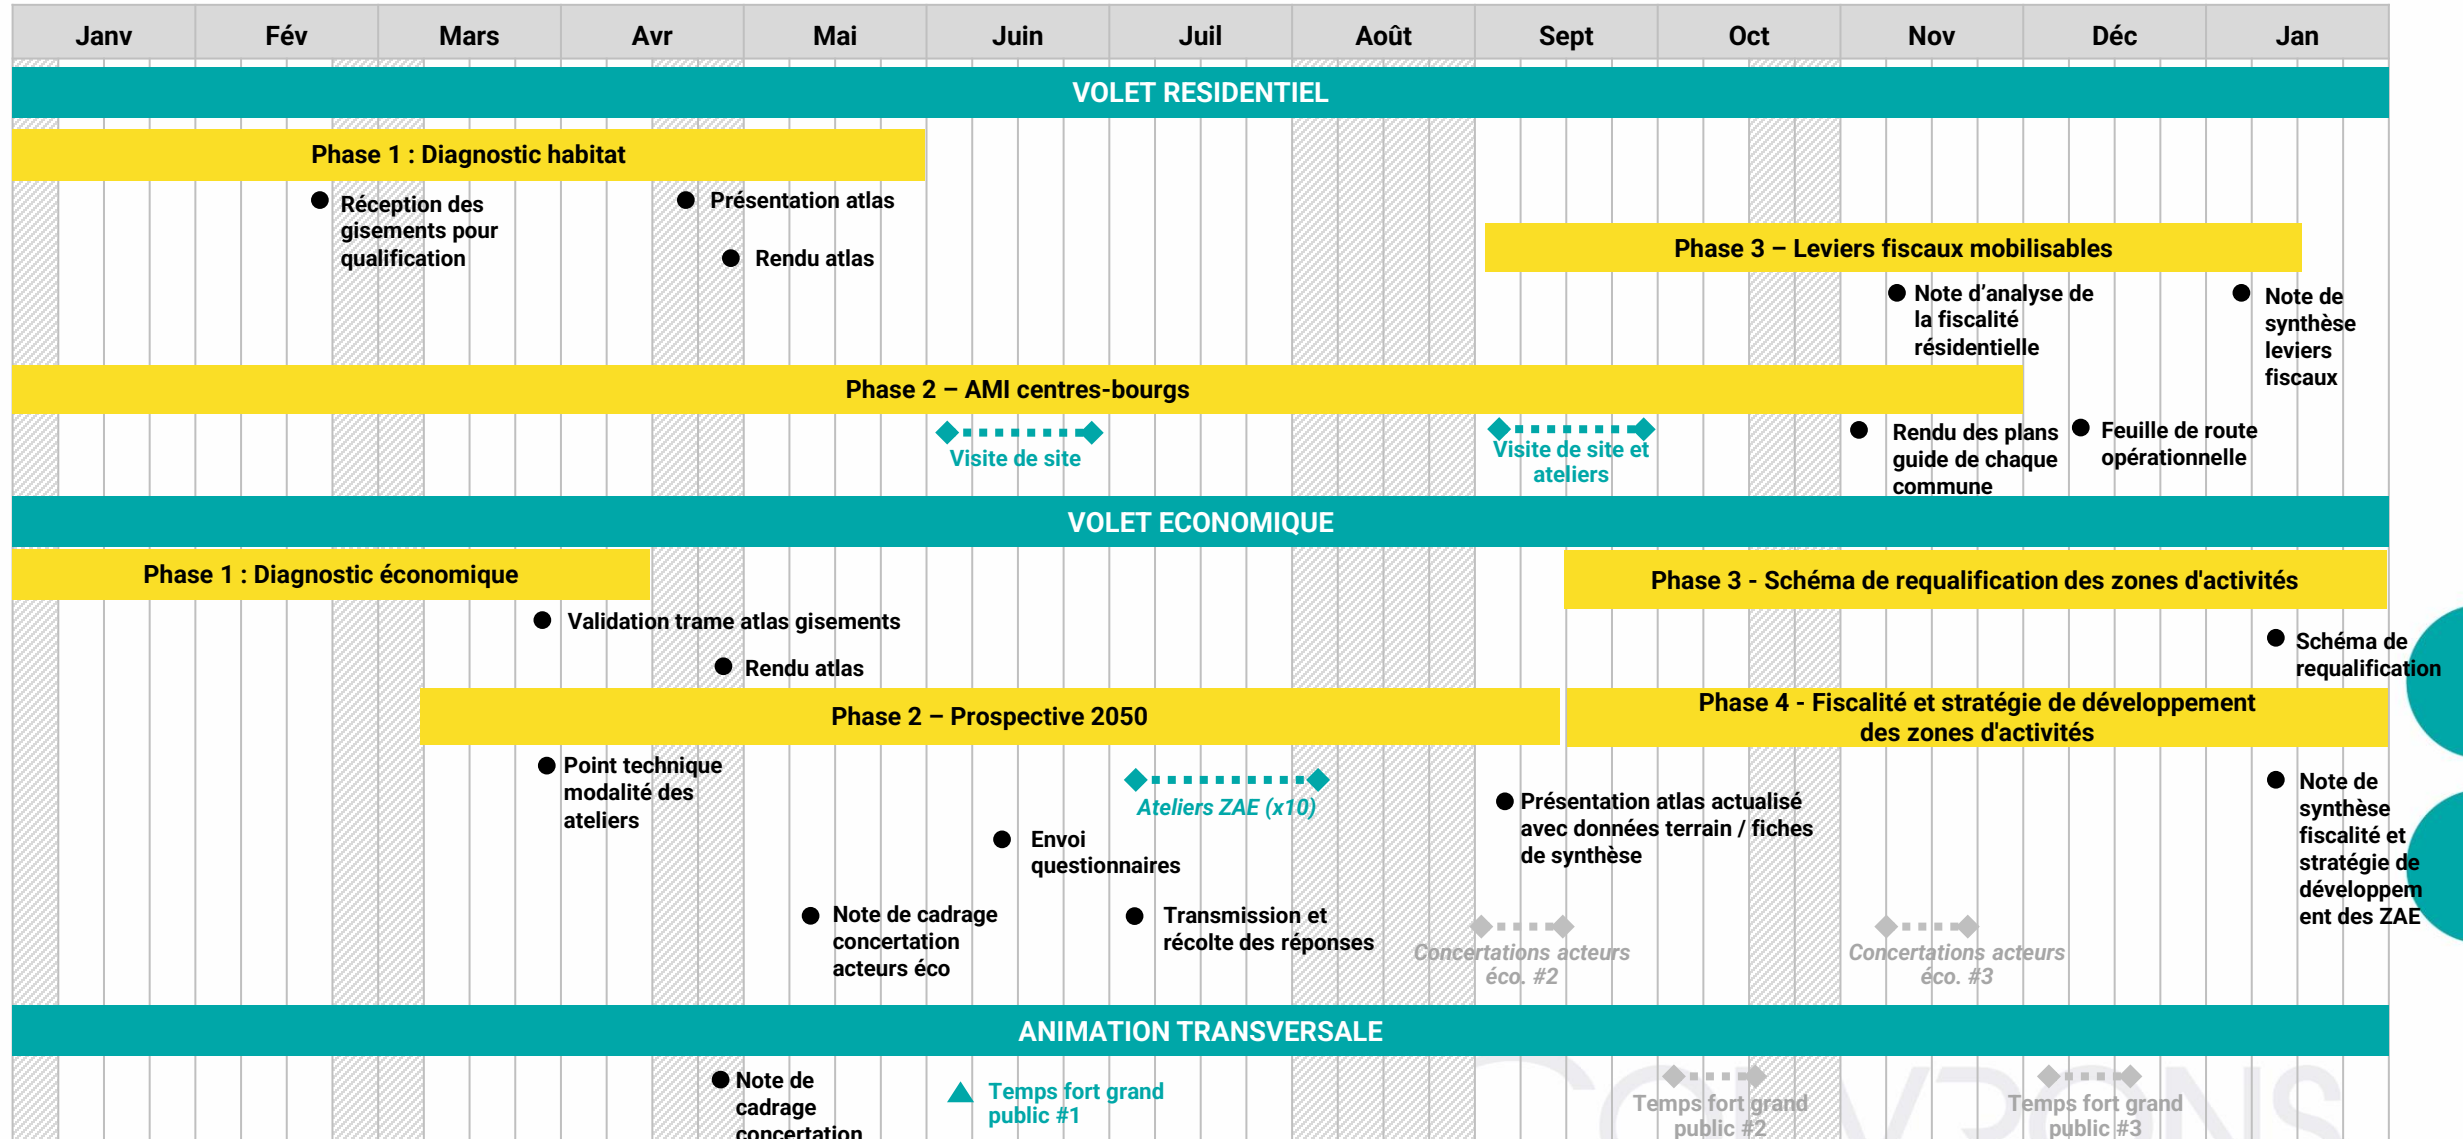 Janv Fév Mars Avr Mai Juin Juil Août Sept Oct Nov Déc Jan
VOLET RESIDENTIEL
Phase 1 : Diagnostic habitat
Réception des
gisements pour
qualification
Présentation atlas
Rendu atlas
Phase 3 – Leviers fiscaux mobilisables
Note d’analyse de
la fiscalité
résidentielle
Note de
synthèse
leviers
fiscaux
Phase 2 – AMI centres-bourgs
Visite de site
Visite de site et
ateliers
Rendu des plans
guide de chaque
commune
Feuille de route
opérationnelle
VOLET ECONOMIQUE
Phase 1 : Diagnostic économique
Validation trame atlas gisements
Rendu atlas
Phase 3 - Schéma de requalification des zones d'activités
Schéma de
requalification
Phase 2 – Prospective 2050
Phase 4 - Fiscalité et stratégie de développement
des zones d'activités
Point technique
modalité des
ateliers
Ateliers ZAE (x10)
Envoi
questionnaires
Note de cadrage
concertation
acteurs éco
Transmission et
récolte des réponses
Présentation atlas actualisé
avec données terrain / fiches
de synthèse
Concertations acteurs
éco. #2
Concertations acteurs
éco. #3
Note de
synthèse
fiscalité et
stratégie de
développem
ent des ZAE
ANIMATION TRANSVERSALE
Note de
cadrage
concertation
Temps fort grand
public #1
Temps fort grand
public #2
Temps fort grand
public #3